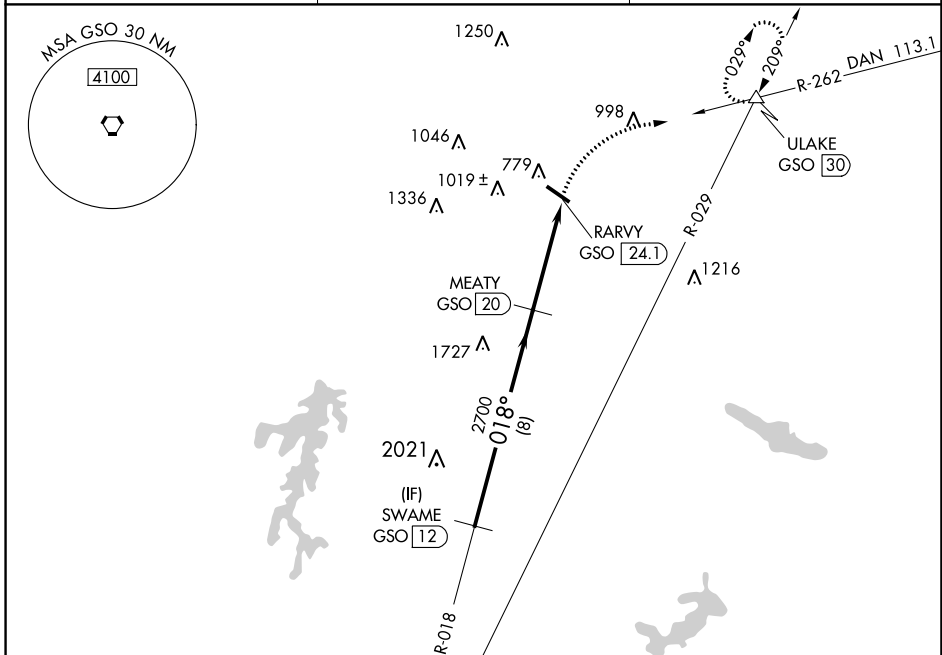 MSA GSO 30 NM
4100
1250
029°
209°
R-262 DAN 113.1
998
ULAKE
GSO 30
1046
779
1019 ±
1336
RARVY
GSO 24.1
R-029
1216
MEATY
GSO 20
1727
2700
018°
(8)
2021
(IF)
SWAME
GSO 12
R-018